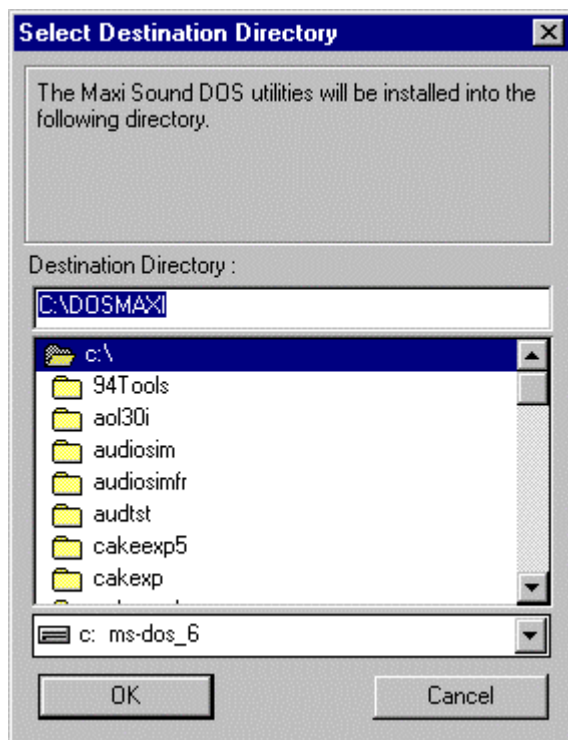 Select Destination Directory
The Maxi Sound DOS utilities will be installed into the
following directory.
Destination Directory :
C:\DOSMAXI
c:\
94Tools
aol30i
audiosim
audiosimfr
audtst
cakeexp5
cakexp
c: ms-dos_6
OK
Cancel